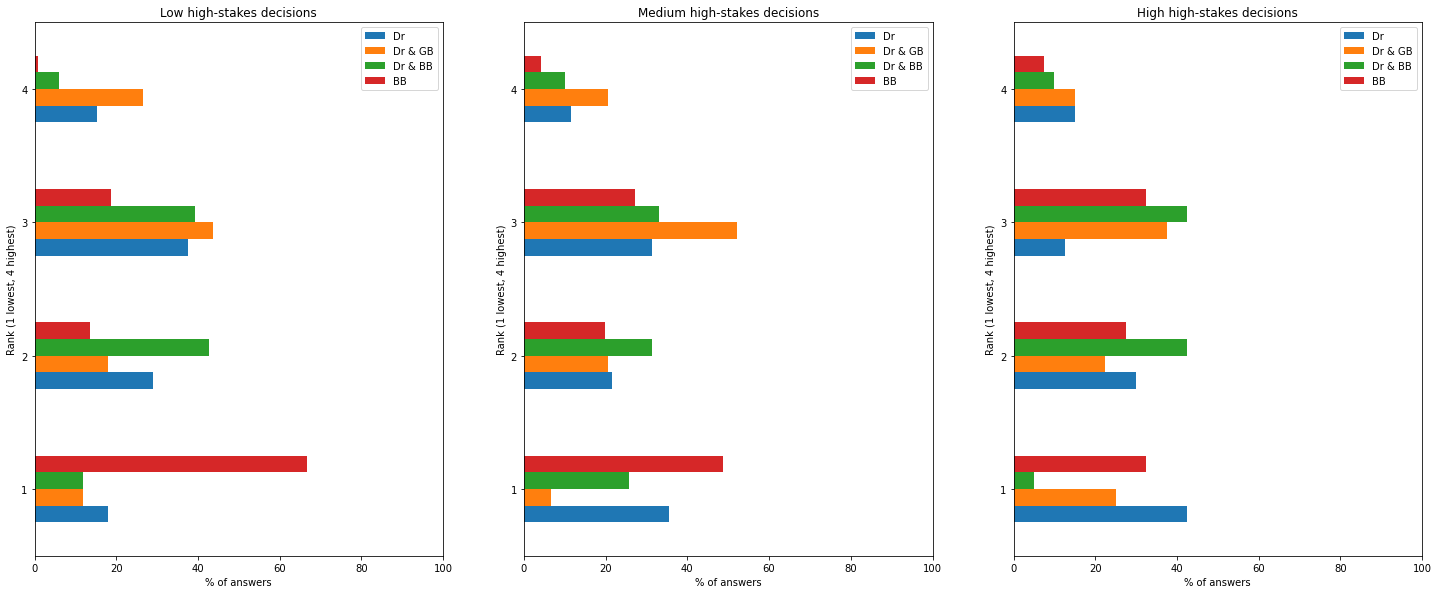 Low high-stakes decisions
Dr
Dr & GB
Dr & BB
BB
Rank (1 lowest, 4 highest)
4
3
2
1
0 20 40 60 80 100
% of answers
Medium high-stakes decisions
Dr
Dr & GB
Dr & BB
BB
Rank (1 lowest, 4 highest)
4
3
2
1
0 20 40 60 80 100
% of answers
High high-stakes decisions
Dr
Dr & GB
Dr & BB
BB
Rank (1 lowest, 4 highest)
4
3
2
1
0 20 40 60 80 100
% of answers